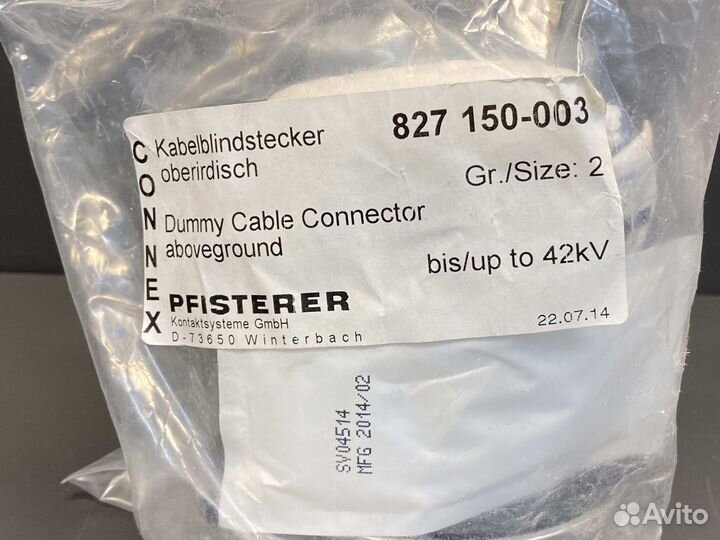 CONNEX
Kabelblindstecker
oberirdisch
827 150-003
Gr./Size: 2
Dummy Cable Connector
aboveground
bis/up to 42kV
PFISTERER
Kontaktsysteme GmbH
D-73650 Winterbach
22.07.14
SV04514
MFG 2014/02
Avito